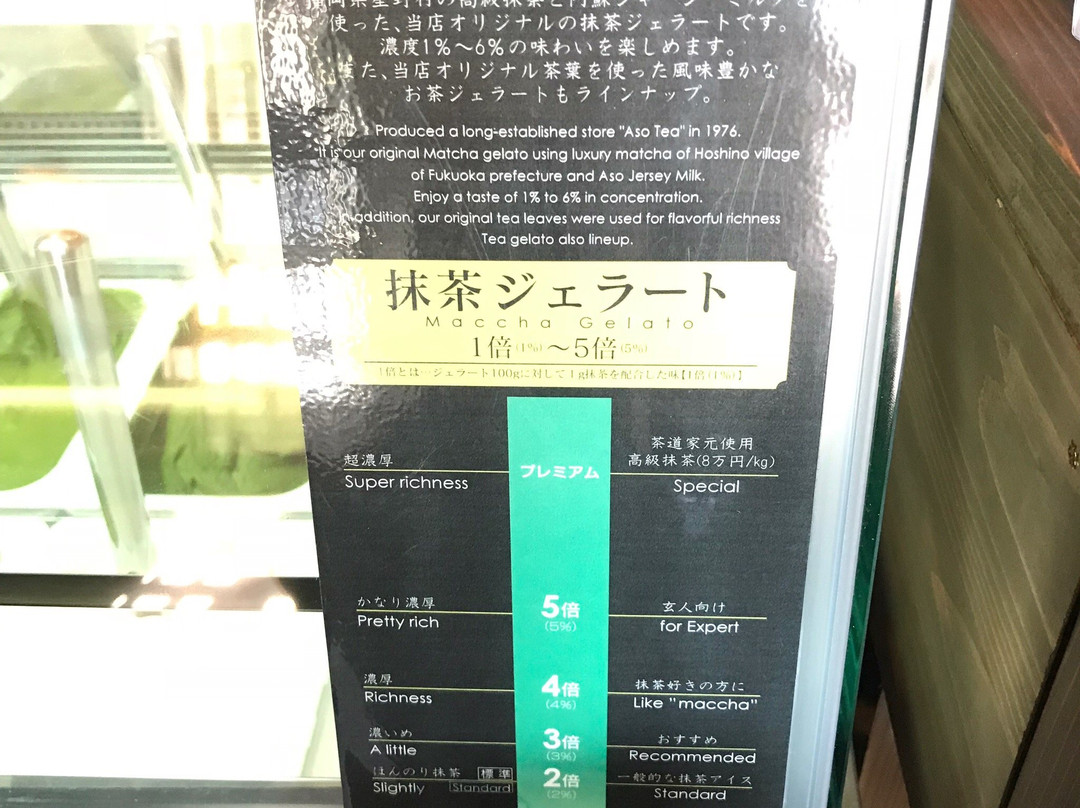 使った、当店オリジナルの抹茶ジェラートです。
濃度1%～6%の味わいを楽しめます。
また、当店オリジナル茶葉を使った風味豊かな
お茶ジェラートもラインナップ。
Produced a long-established store "Aso Tea" in 1976.
It is our original Matcha gelato using luxury matcha of Hoshino village
of Fukuoka prefecture and Aso Jersey Milk.
Enjoy a taste of 1% to 6% in concentration.
In addition, our original tea leaves were used for flavorful richness
Tea gelato also lineup.
抹茶ジェラート
Maccha Gelato
1倍(1%)～5倍(5%)
1倍とは…ジェラート100gに対して1g抹茶を配合した味【1倍(1%)】
超濃厚
Super richness
プレミアム
茶道家元使用
高級抹茶(8万円/kg)
Special
かなり濃厚
Pretty rich
5倍
(5%)
玄人向け
for Expert
濃厚
Richness
4倍
(4%)
抹茶好きの方に
Like "maccha"
濃いめ
A little
3倍
(3%)
おすすめ
Recommended
ほんのり抹茶 標準
Slightly Standard
2倍
(2%)
一般的な抹茶アイス
Standard